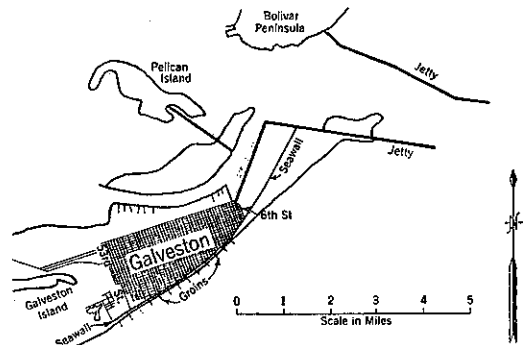 Bolivar
Peninsula
Pelican
Island
Jetty
Jetty
Seawall
6th St
Galveston
Galveston
Island
Groins
Seawall
0 1 2 3 4 5
Scale in Miles